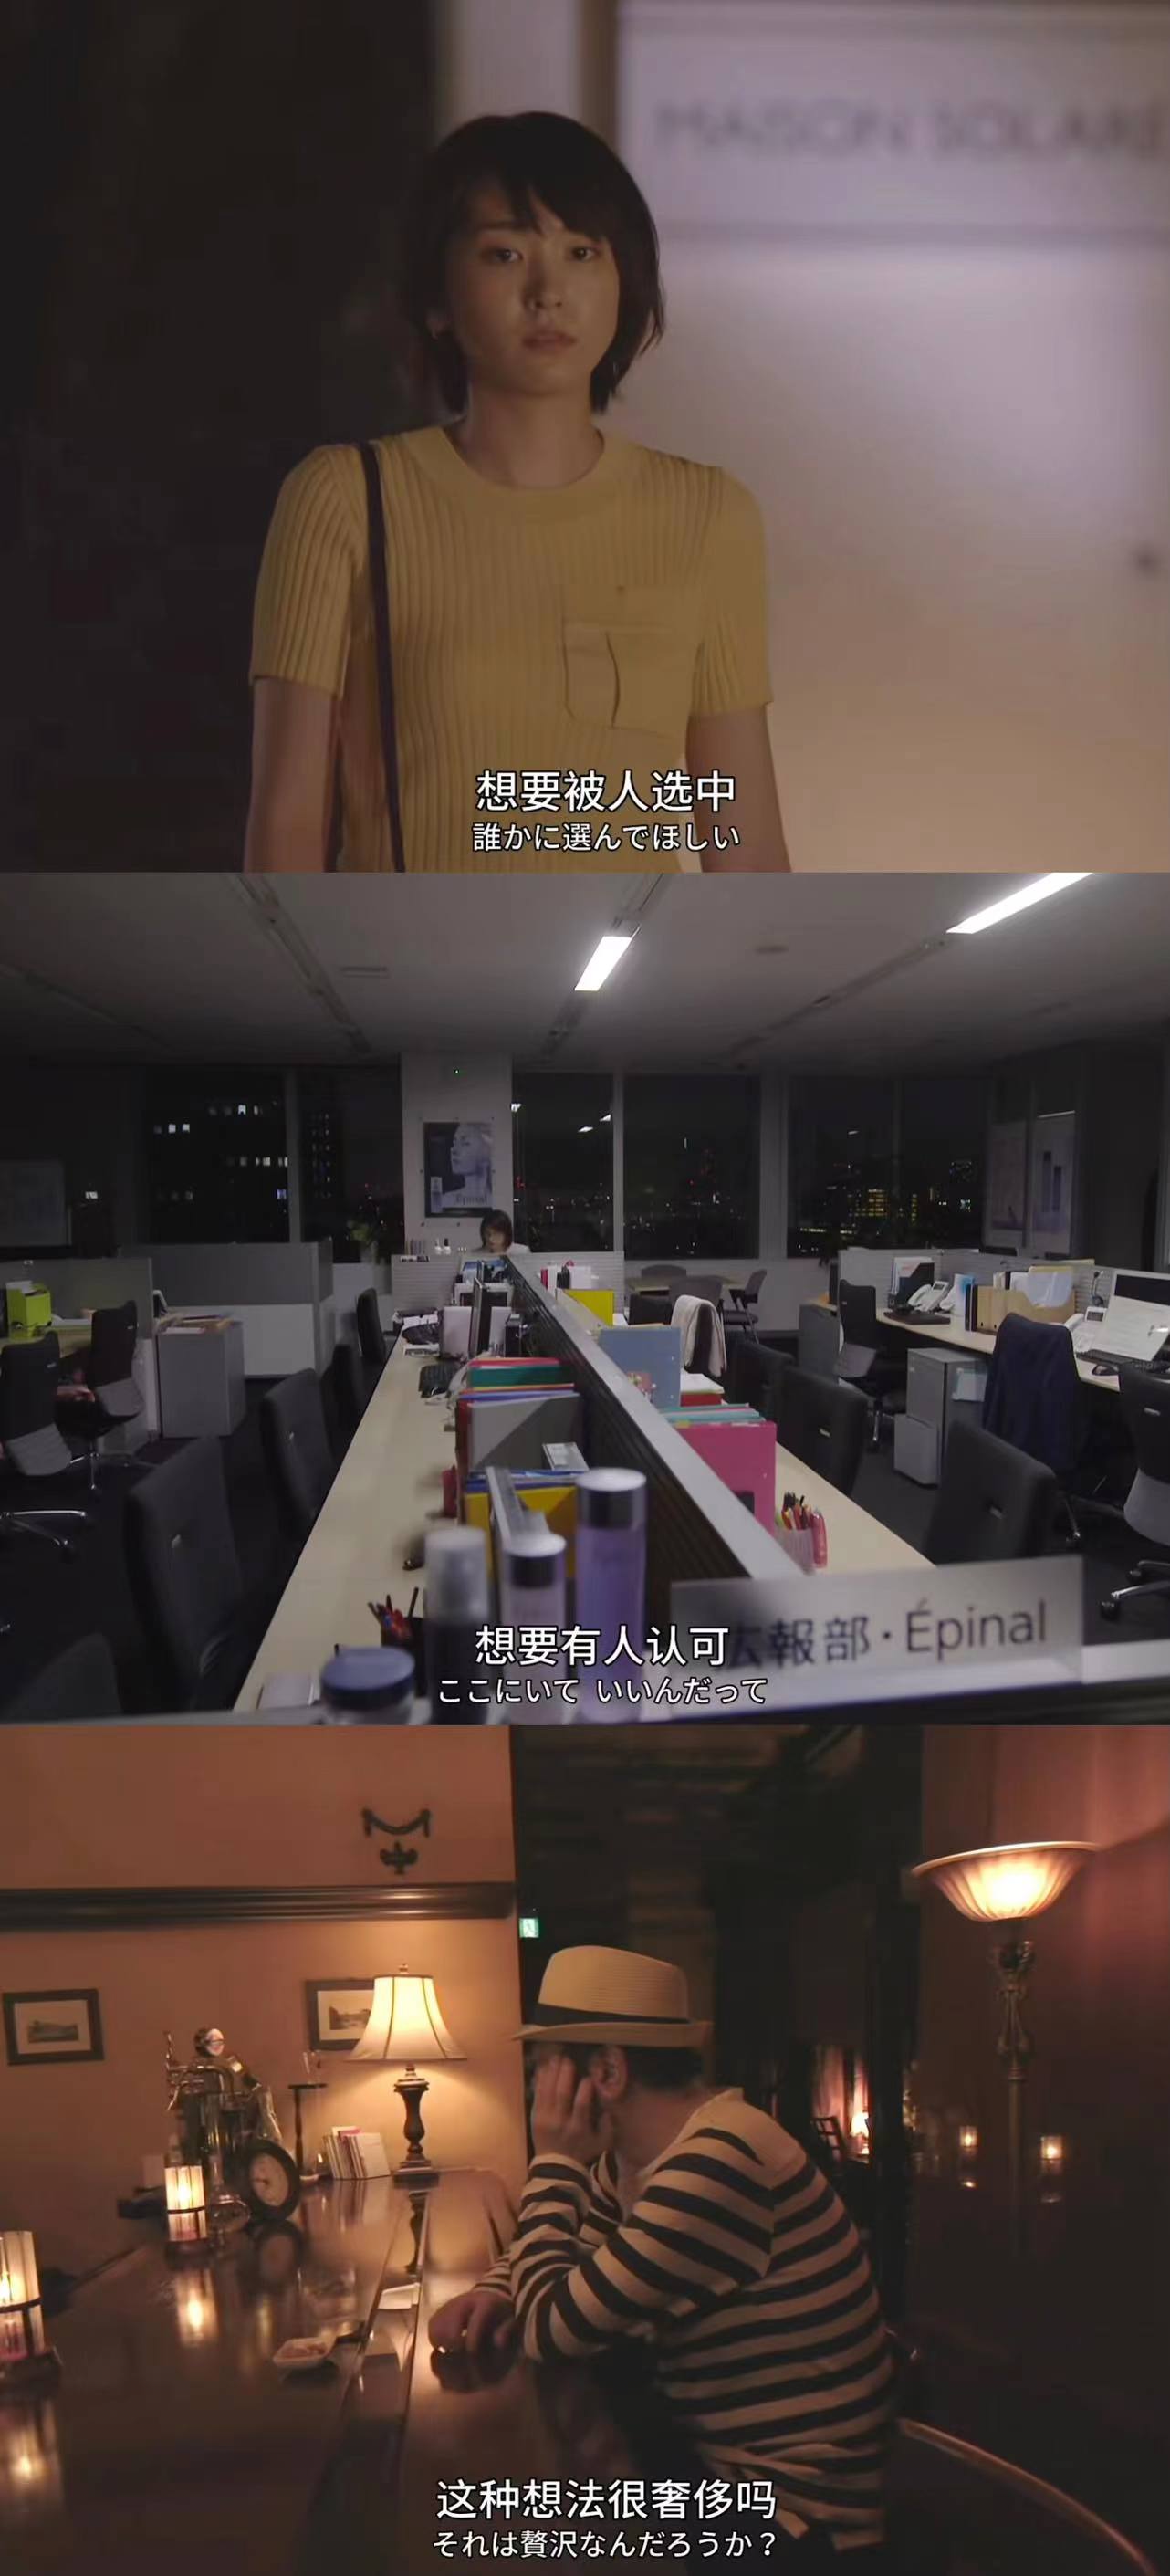 MAISON SOLAIRE
想要被人选中
誰かに選んでほしい
Épinal
広報部・Épinal
想要有人认可
ここにいて いいんだって
这种想法很奢侈吗
それは贅沢なんだろうか？